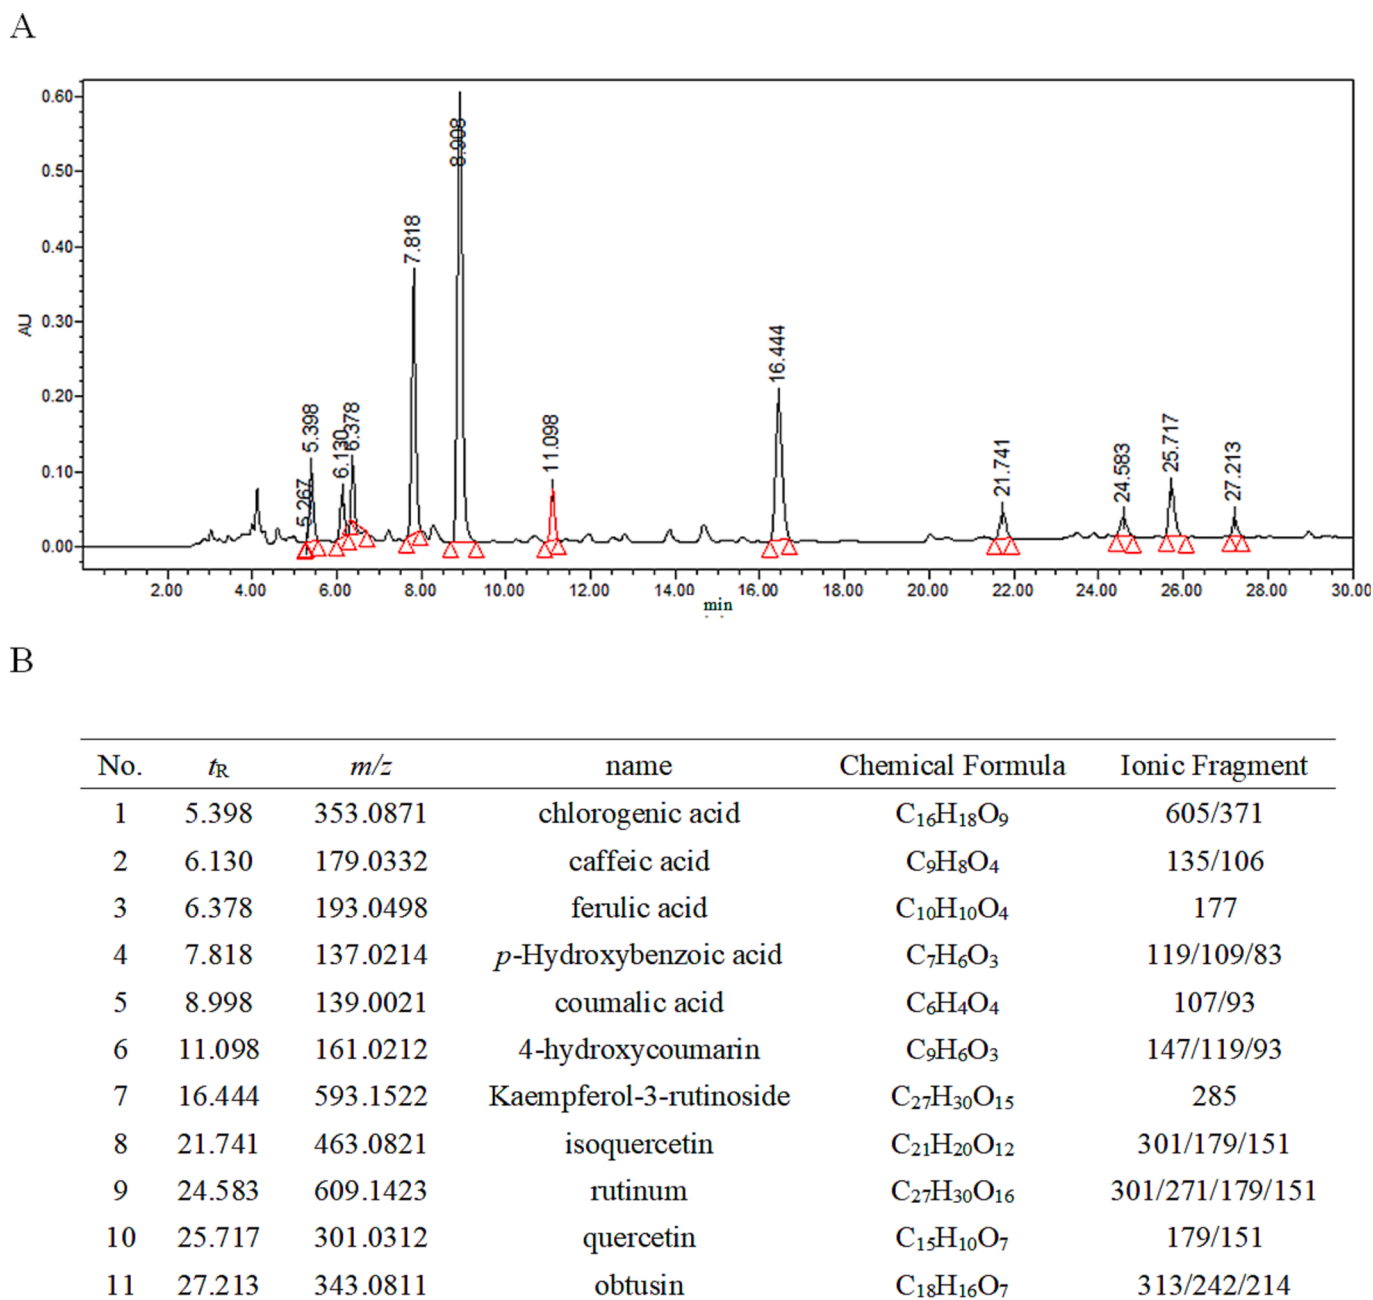 A
AU
0.60
0.50
0.40
0.30
0.20
0.10
0.00
5.267
5.398
6.130
6.378
7.818
8.908
11.098
16.444
21.741
24.583
25.717
27.213
2.00 4.00 6.00 8.00 10.00 12.00 14.00 16.00 18.00 20.00 22.00 24.00 26.00 28.00 30.00
min
B
No. tR m/z name Chemical Formula Ionic Fragment
1 5.398 353.0871 chlorogenic acid C₁₆H₁₈O₉ 605/371
2 6.130 179.0332 caffeic acid C₉H₈O₄ 135/106
3 6.378 193.0498 ferulic acid C₁₀H₁₀O₄ 177
4 7.818 137.0214 p-Hydroxybenzoic acid C₇H₆O₃ 119/109/83
5 8.998 139.0021 coumalic acid C₆H₄O₄ 107/93
6 11.098 161.0212 4-hydroxycoumarin C₉H₆O₃ 147/119/93
7 16.444 593.1522 Kaempferol-3-rutinoside C₂₇H₃₀O₁₅ 285
8 21.741 463.0821 isoquercetin C₂₁H₂₀O₁₂ 301/179/151
9 24.583 609.1423 rutinum C₂₇H₃₀O₁₆ 301/271/179/151
10 25.717 301.0312 quercetin C₁₅H₁₀O₇ 179/151
11 27.213 343.0811 obtusin C₁₈H₁₆O₇ 313/242/214